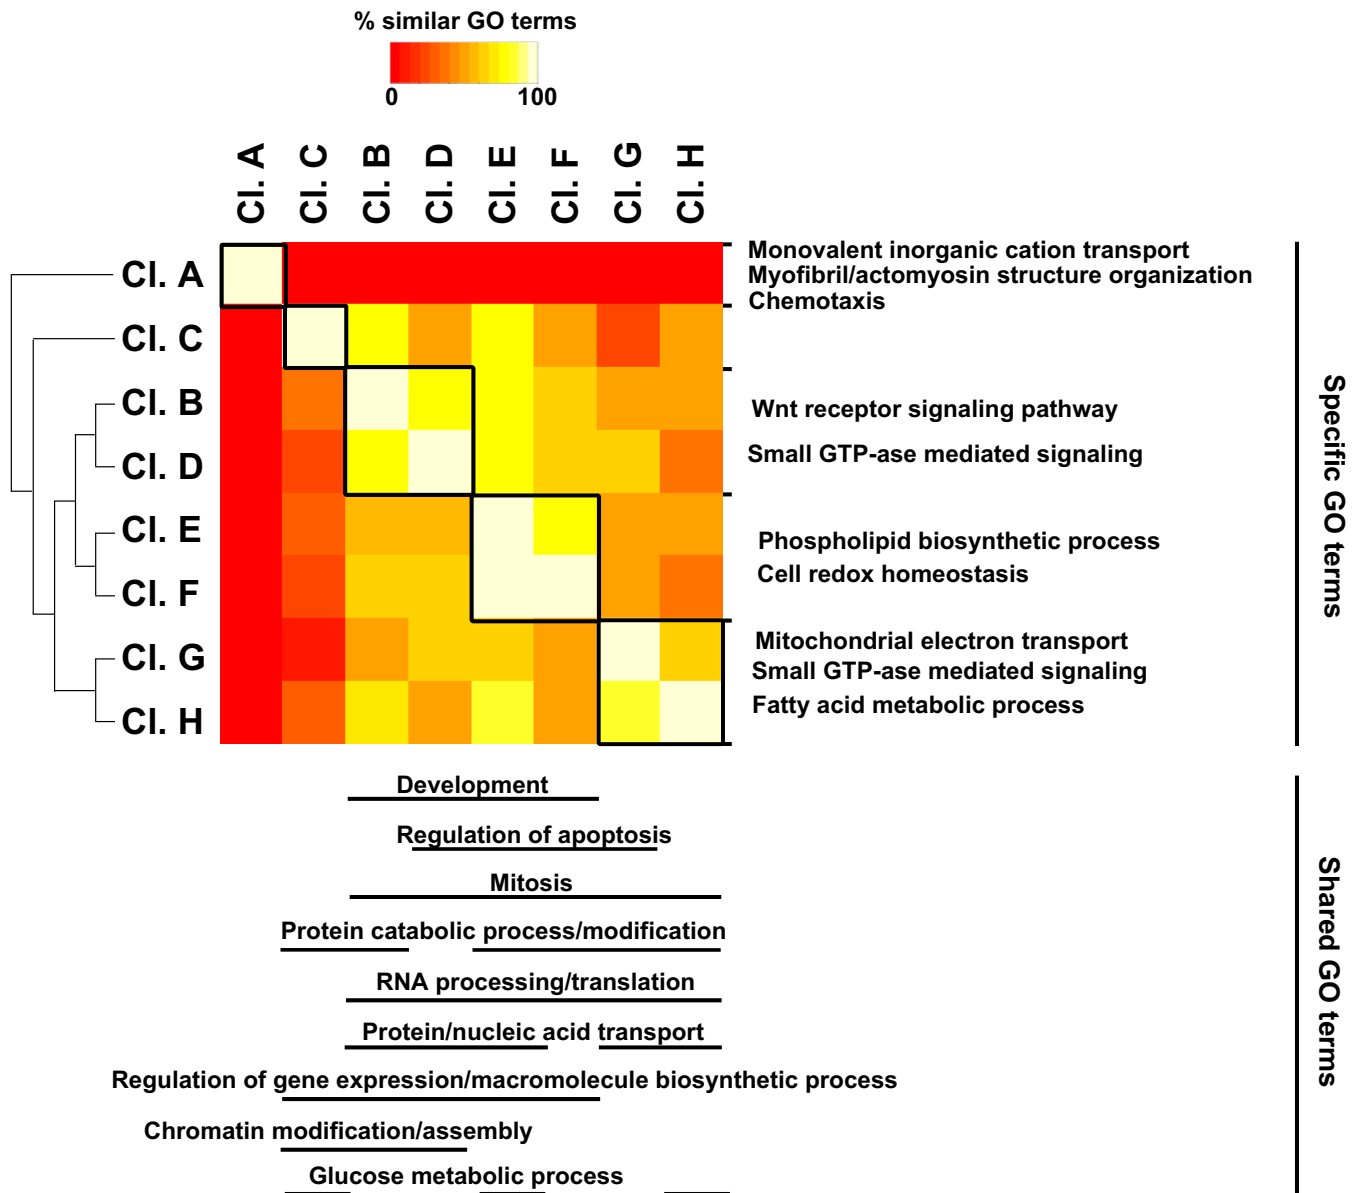 % similar GO terms
0 100
Cl. A Cl. C Cl. B Cl. D Cl. E Cl. F Cl. G Cl. H
Cl. A
Cl. C
Cl. B
Cl. D
Cl. E
Cl. F
Cl. G
Cl. H
Monovalent inorganic cation transport
Myofibril/actomyosin structure organization
Chemotaxis
Wnt receptor signaling pathway
Small GTP-ase mediated signaling
Phospholipid biosynthetic process
Cell redox homeostasis
Mitochondrial electron transport
Small GTP-ase mediated signaling
Fatty acid metabolic process
Specific GO terms
Development
Regulation of apoptosis
Mitosis
Protein catabolic process/modification
RNA processing/translation
Protein/nucleic acid transport
Regulation of gene expression/macromolecule biosynthetic process
Chromatin modification/assembly
Glucose metabolic process
Shared GO terms